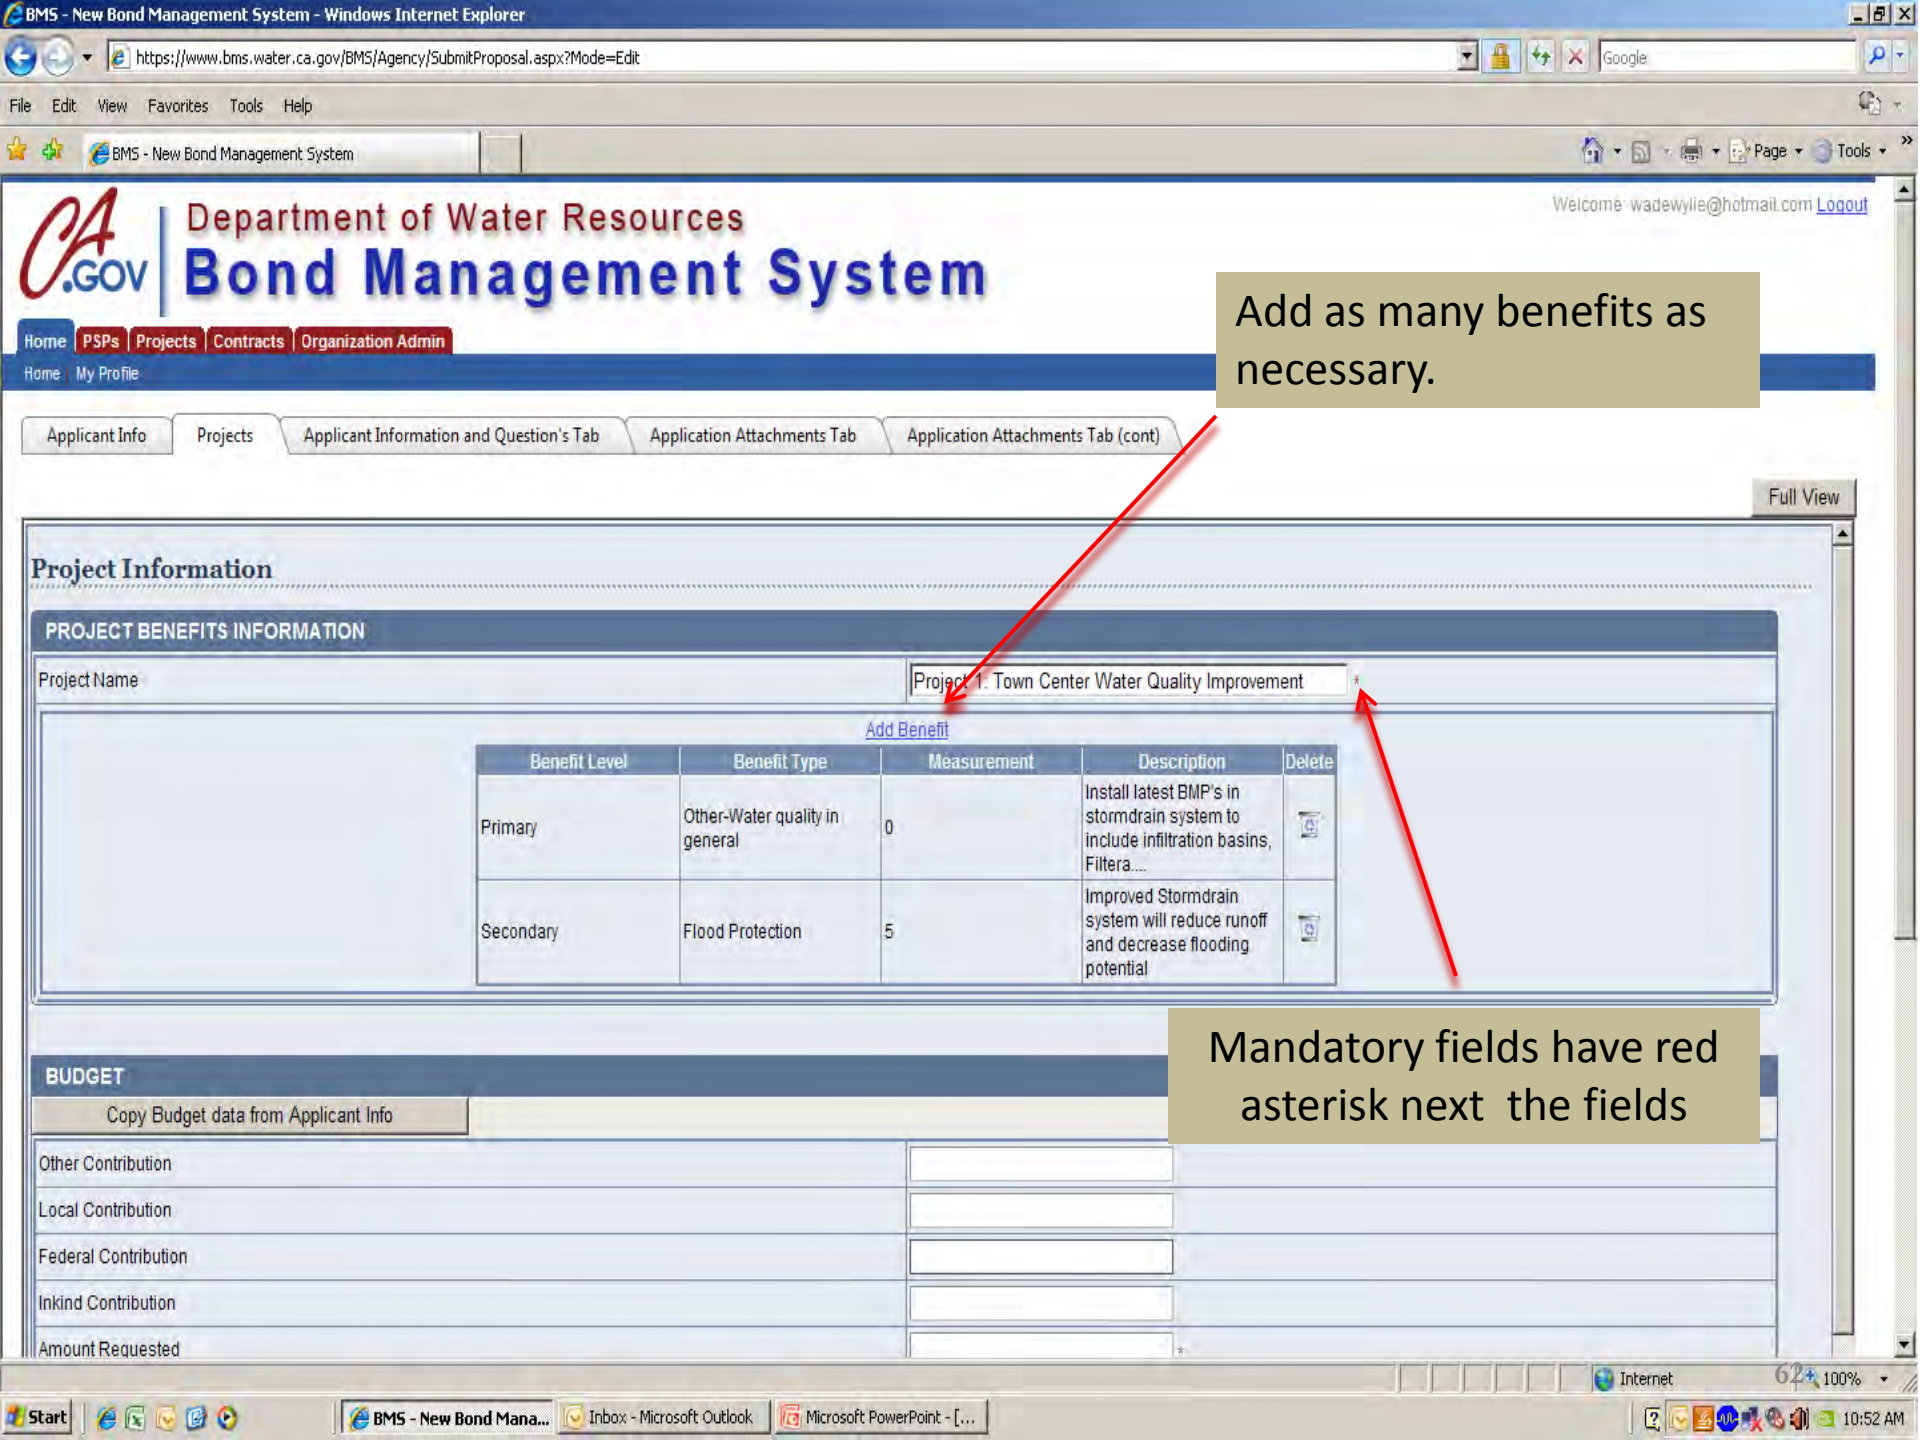 BMS - New Bond Management System - Windows Internet Explorer
https://www.bms.water.ca.gov/BMS/Agency/SubmitProposal.aspx?Mode=Edit
Google
File Edit View Favorites Tools Help
BMS - New Bond Management System
Page Tools
CA.GOV
Department of Water Resources
Bond Management System
Welcome wadewylie@hotmail.com Logout
Add as many benefits as
necessary.
Home PSPs Projects Contracts Organization Admin
Home My Profile
Applicant Info Projects Applicant Information and Question's Tab Application Attachments Tab Application Attachments Tab (cont)
Full View
Project Information
PROJECT BENEFITS INFORMATION
Project Name Project 1: Town Center Water Quality Improvement *
Add Benefit
Benefit Level Benefit Type Measurement Description Delete
Primary Other-Water quality in general 0 Install latest BMP's in stormdrain system to include infiltration basins, Filtera....
Secondary Flood Protection 5 Improved Stormdrain system will reduce runoff and decrease flooding potential
Mandatory fields have red
asterisk next the fields
BUDGET
Copy Budget data from Applicant Info
Other Contribution
Local Contribution
Federal Contribution
Inkind Contribution
Amount Requested *
Internet 62 100%
Start BMS - New Bond Mana... Inbox - Microsoft Outlook Microsoft PowerPoint - [... 10:52 AM